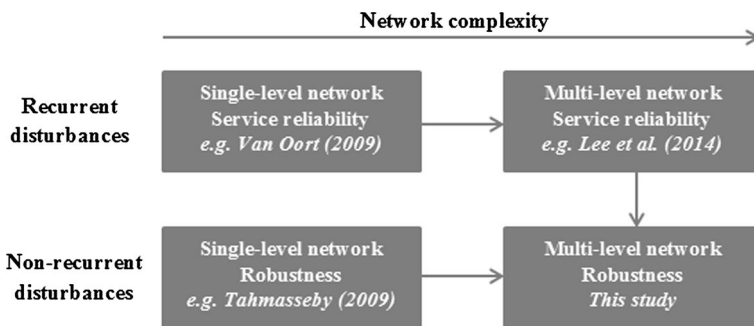 Network complexity
Recurrent
disturbances
Single-level network
Service reliability
e.g. Van Oort (2009)
Multi-level network
Service reliability
e.g. Lee et al. (2014)
Non-recurrent
disturbances
Single-level network
Robustness
e.g. Tahmasseby (2009)
Multi-level network
Robustness
This study